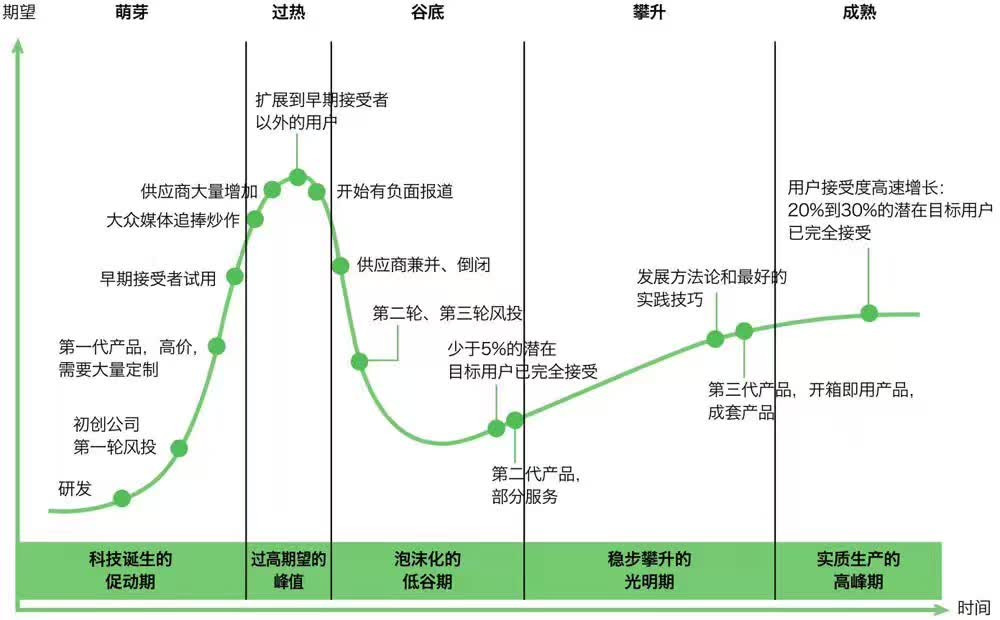 期望
萌芽
过热
谷底
攀升
成熟
扩展到早期接受者
以外的用户
供应商大量增加
开始有负面报道
大众媒体追捧炒作
早期接受者试用
供应商兼并、倒闭
第一代产品，高价，
需要大量定制
第二轮、第三轮风投
初创公司
第一轮风投
少于5%的潜在
目标用户已完全接受
研发
第二代产品，
部分服务
发展方法论和最好的
实践技巧
第三代产品，开箱即用产品，
成套产品
用户接受度高速增长：
20%到30%的潜在目标用户
已完全接受
科技诞生的
促动期
过高期望的
峰值
泡沫化的
低谷期
稳步攀升的
光明期
实质生产的
高峰期
时间